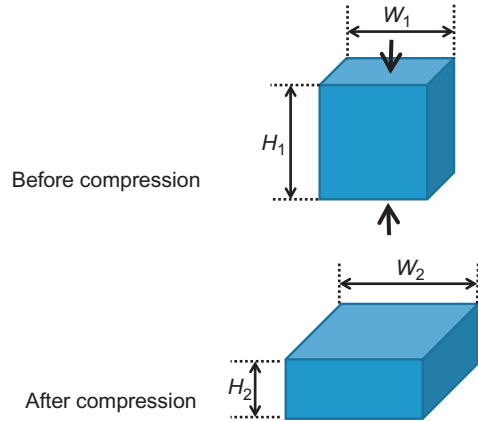 W₁
H₁
Before compression
W₂
H₂
After compression